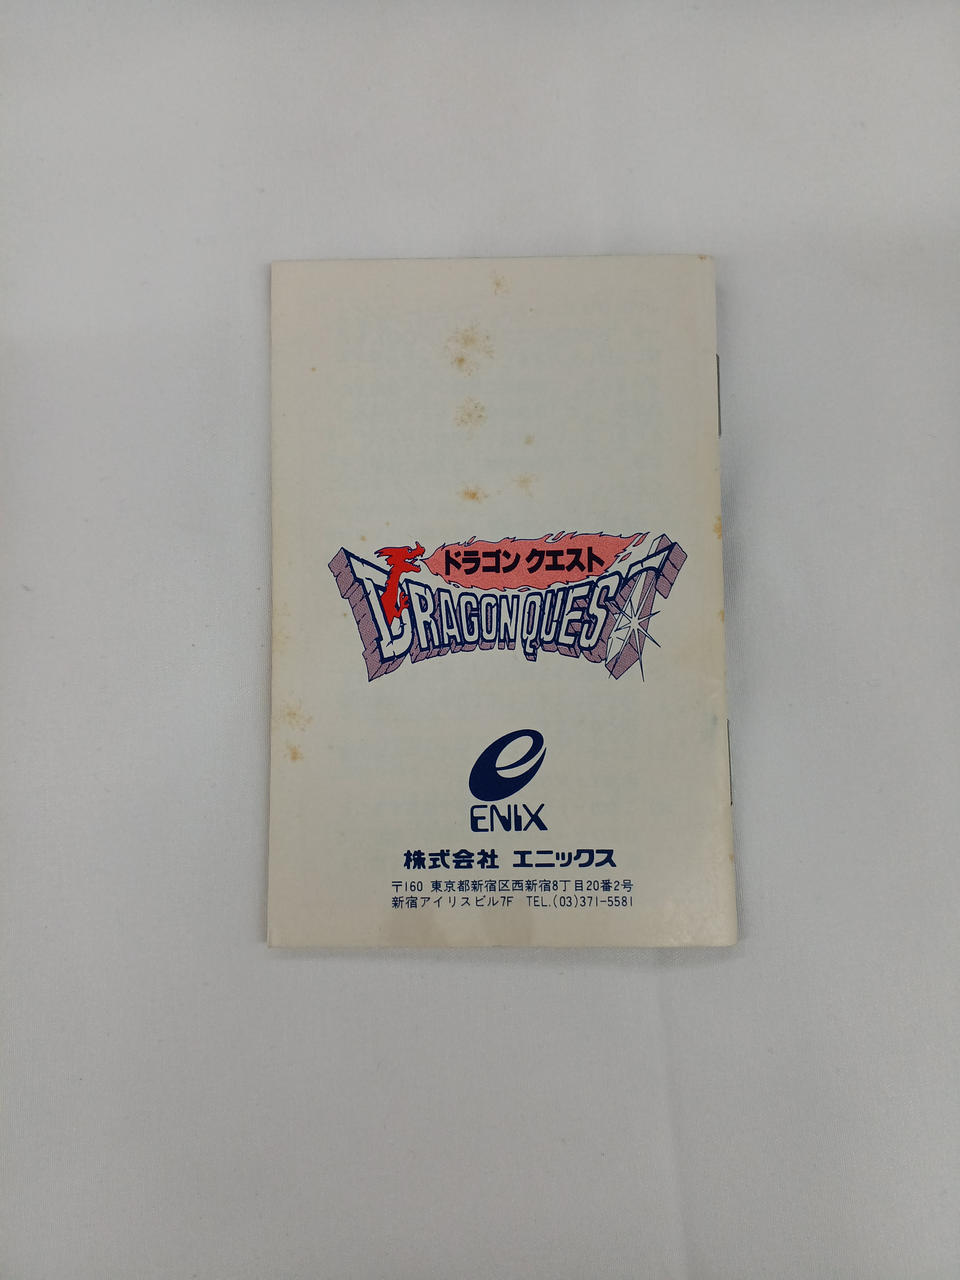 ドラゴン クエスト
DRAGON QUEST
ENIX
株式会社 エニックス
〒160 東京都新宿区西新宿8丁目20番2号
新宿アイリスビル7F TEL.(03)371-5581